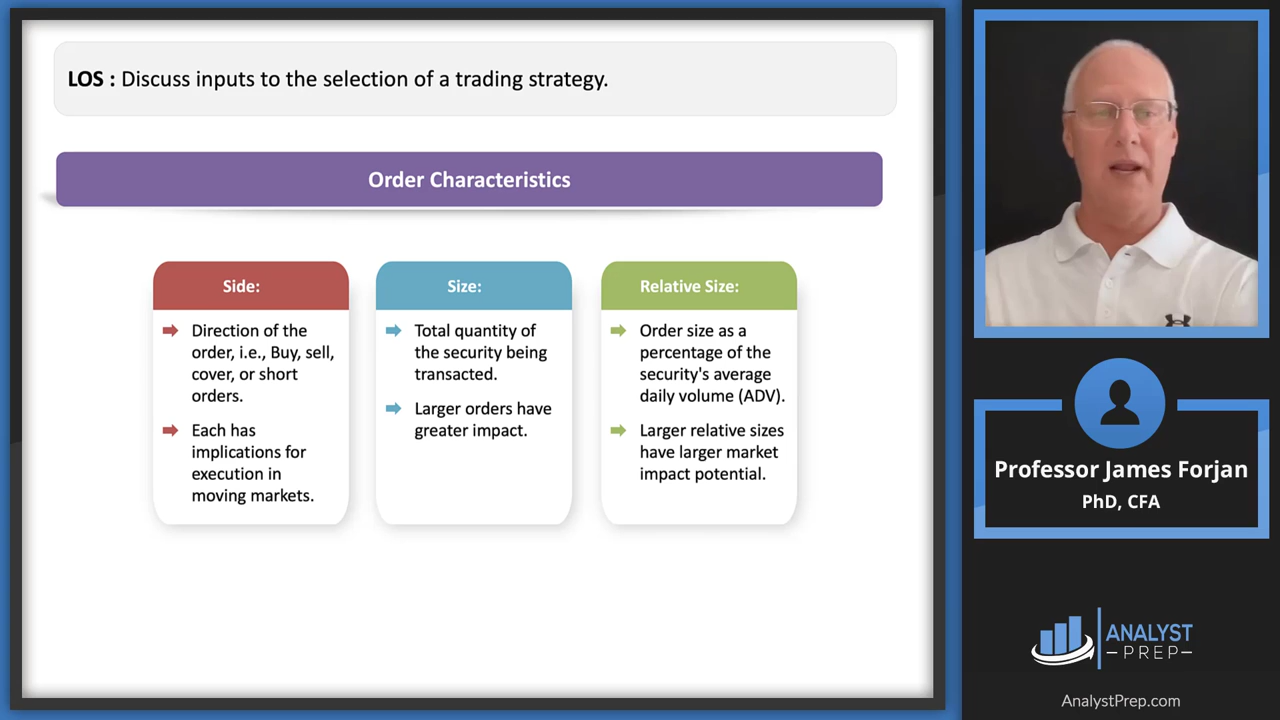 LOS : Discuss inputs to the selection of a trading strategy.
Order Characteristics
Side:
Direction of the
order, i.e., Buy, sell,
cover, or short
orders.
Each has
implications for
execution in
moving markets.
Size:
Total quantity of
the security being
transacted.
Larger orders have
greater impact.
Relative Size:
Order size as a
percentage of the
security's average
daily volume (ADV).
Larger relative sizes
have larger market
impact potential.
Professor James Forjan
PhD, CFA
ANALYST
–PREP–
AnalystPrep.com